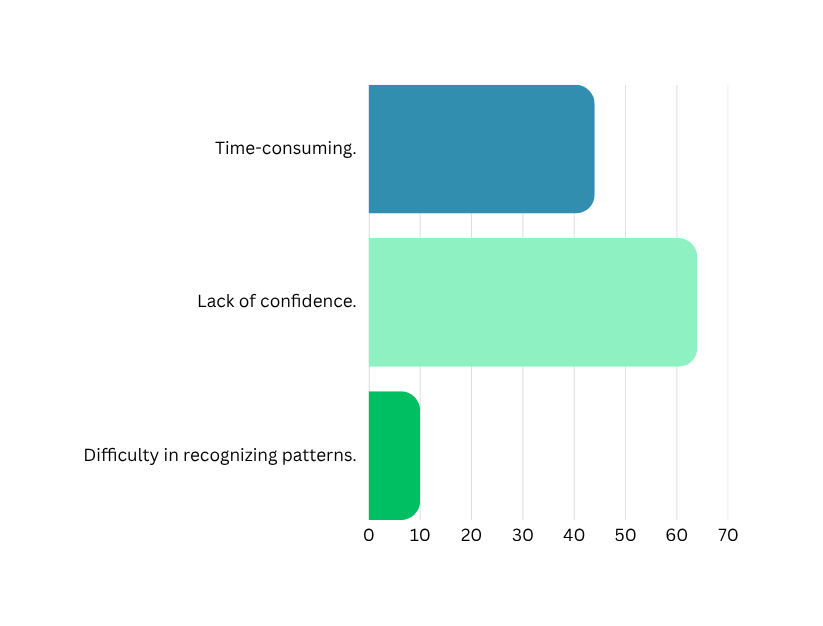 Time-consuming.
Lack of confidence.
Difficulty in recognizing patterns.
0 10 20 30 40 50 60 70